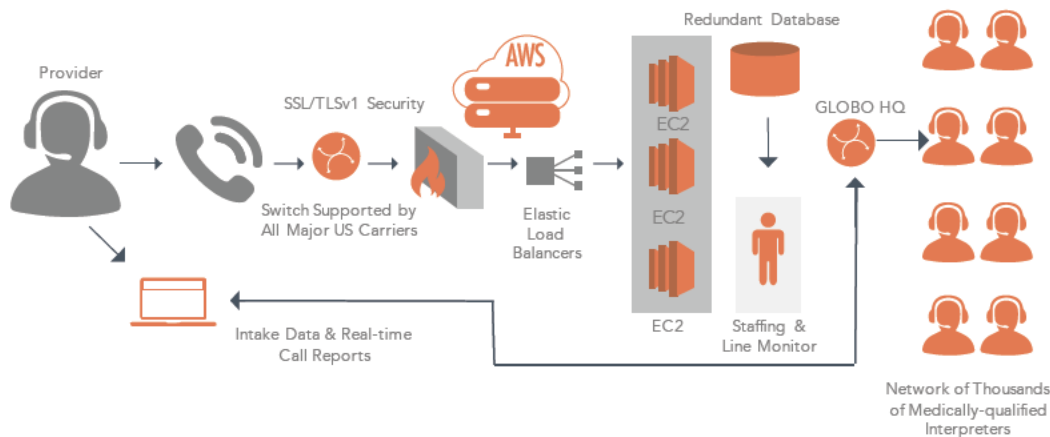 Provider
SSL/TLSv1 Security
AWS
Redundant Database
GLOBO HQ
EC2
EC2
EC2
Switch Supported by
All Major US Carriers
Elastic
Load
Balancers
Staffing &
Line Monitor
Intake Data & Real-time
Call Reports
Network of Thousands
of Medically-qualified
Interpreters